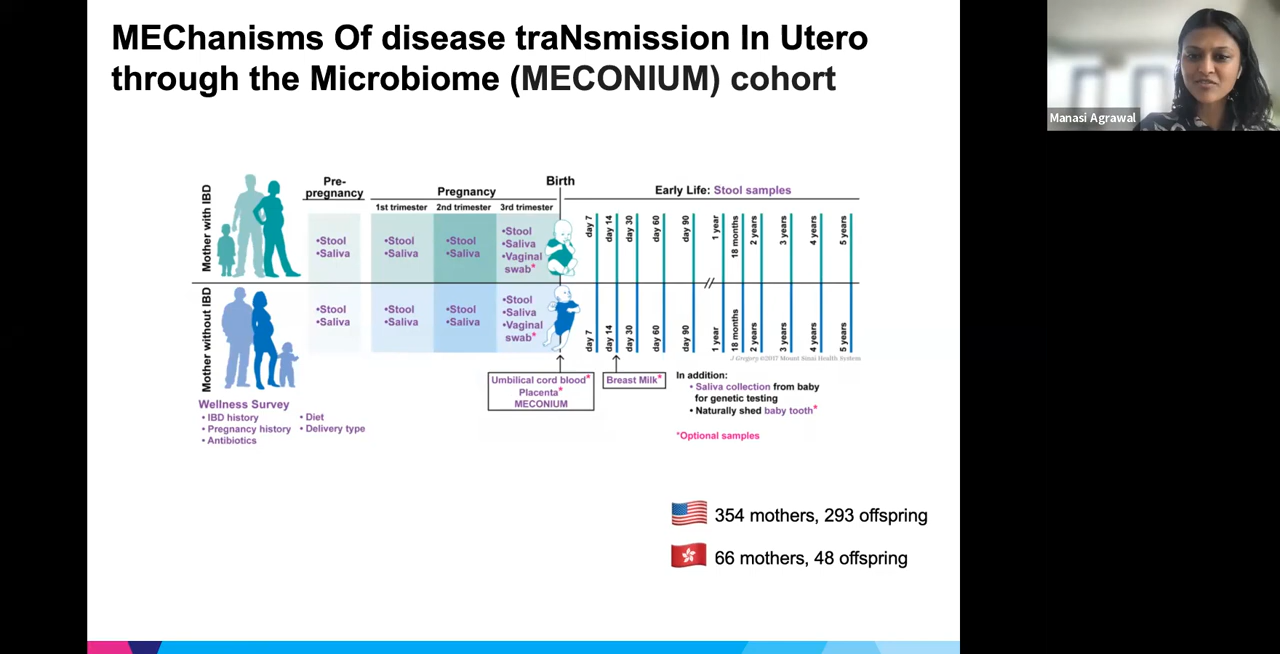 MEChanisms Of disease traNsmission In Utero
through the Microbiome (MECONIUM) cohort
Manasi Agrawal
Mother with IBD
Pre-
pregnancy
Pregnancy
Birth
Early Life: Stool samples
1st trimester 2nd trimester 3rd trimester
•Stool
•Saliva
•Stool
•Saliva
•Stool
•Saliva
•Stool
•Saliva
•Vaginal
swab*
day 7
day 14
day 30
day 60
day 90
1 year
18 months
2 years
3 years
4 years
5 years
Mother without IBD
•Stool
•Saliva
•Stool
•Saliva
•Stool
•Saliva
•Stool
•Saliva
•Vaginal
swab*
day 7
day 14
day 30
day 60
day 90
1 year
18 months
2 years
3 years
4 years
5 years
J Gregory ©2017 Mount Sinai Health System
Umbilical cord blood*
Placenta*
MECONIUM
Breast Milk*
In addition:
• Saliva collection from baby
for genetic testing
• Naturally shed baby tooth*
*Optional samples
Wellness Survey
• IBD history
• Pregnancy history
• Antibiotics
• Diet
• Delivery type
354 mothers, 293 offspring
66 mothers, 48 offspring